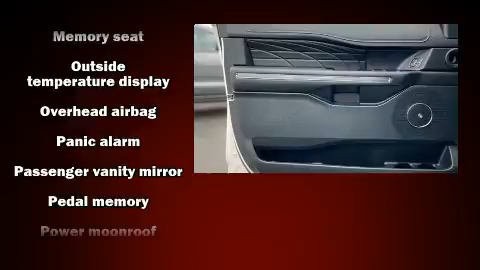 Memory seat
Outside
temperature display
Overhead airbag
Panic alarm
Passenger vanity mirror
Pedal memory
Power moonroof